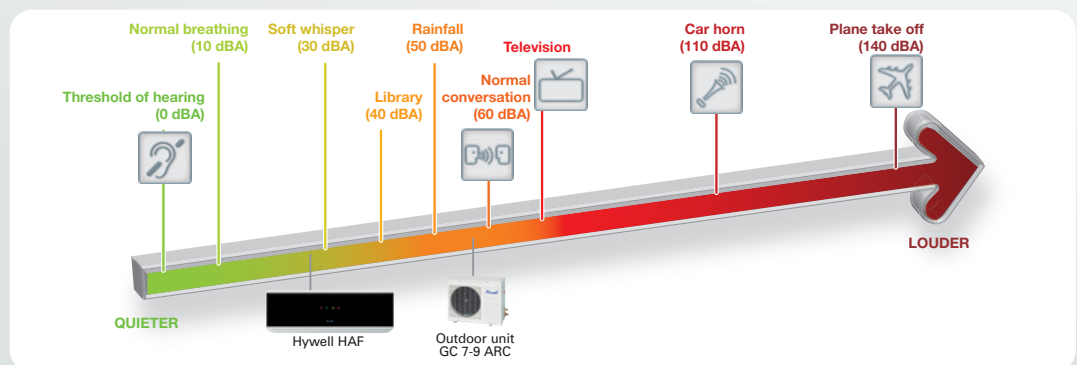 Normal breathing
(10 dBA)
Soft whisper
(30 dBA)
Rainfall
(50 dBA)
Television
Car horn
(110 dBA)
Plane take off
(140 dBA)
Threshold of hearing
(0 dBA)
Library
(40 dBA)
Normal
conversation
(60 dBA)
LOUDER
QUIETER
Hywell HAF
Outdoor unit
GC 7-9 ARC